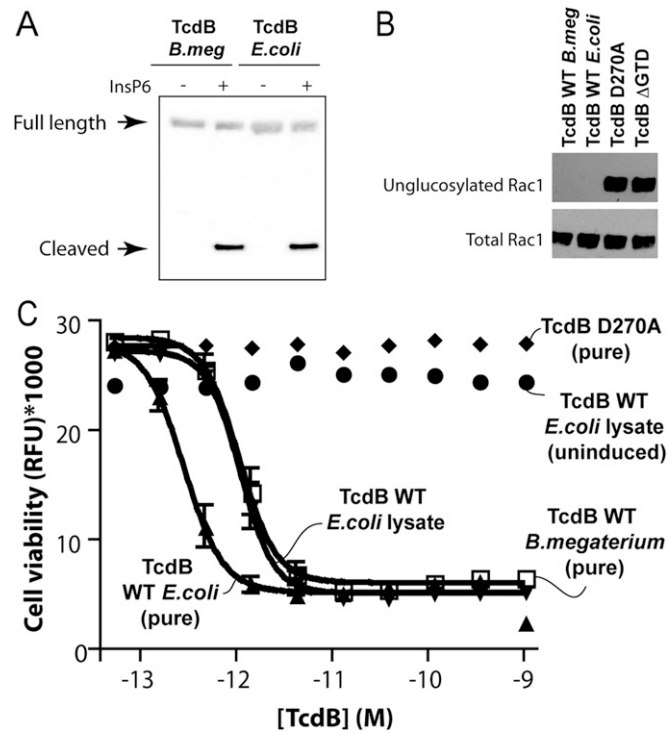 A
TcdB TcdB
B.meg E.coli
InsP6 - + - +
Full length
Cleaved
B
TcdB WT B.meg
TcdB WT E.coli
TcdB D270A
TcdB ΔGTD
Unglucosylated Rac1
Total Rac1
C
30
20
10
0
Cell viability (RFU)*1000
TcdB D270A
(pure)
TcdB WT
E.coli lysate
(uninduced)
TcdB WT
E.coli lysate
TcdB WT
B.megaterium
(pure)
TcdB
WT E.coli
(pure)
-13 -12 -11 -10 -9
[TcdB] (M)